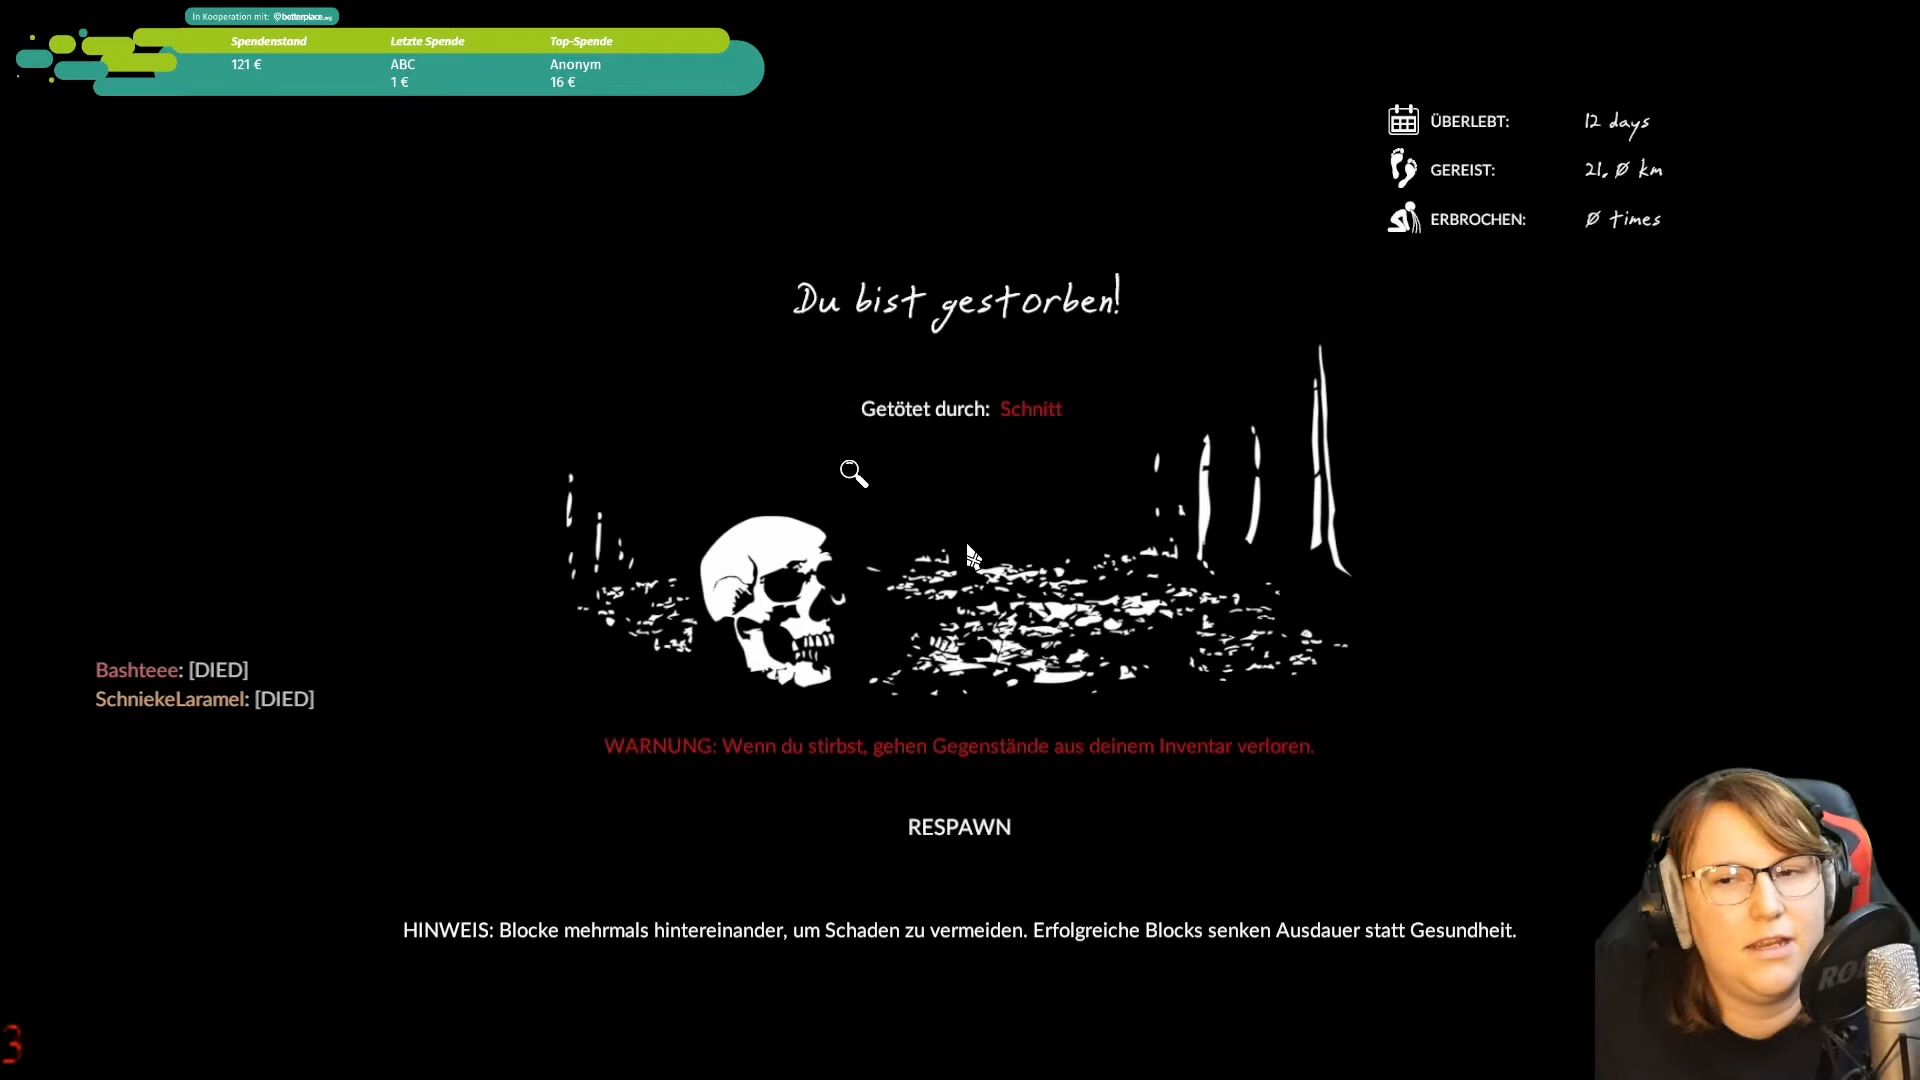 In Kooperation mit: betterplace.org
Spendenstand Letzte Spende Top-Spende
121 € ABC Anonym
1 € 16 €
ÜBERLEBT: 12 days
GEREIST: 21.0 km
ERBROCHEN: 0 times
Du bist gestorben!
Getötet durch: Schnitt
Bashteee: [DIED]
SchniekeLaramel: [DIED]
WARNUNG: Wenn du stirbst, gehen Gegenstände aus deinem Inventar verloren.
RESPAWN
HINWEIS: Blocke mehrmals hintereinander, um Schaden zu vermeiden. Erfolgreiche Blocks senken Ausdauer statt Gesundheit.
3